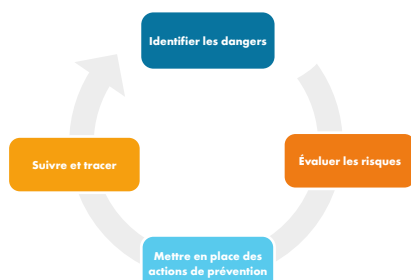 Identifier les dangers
Évaluer les risques
Mettre en place des
actions de prévention
Suivre et tracer